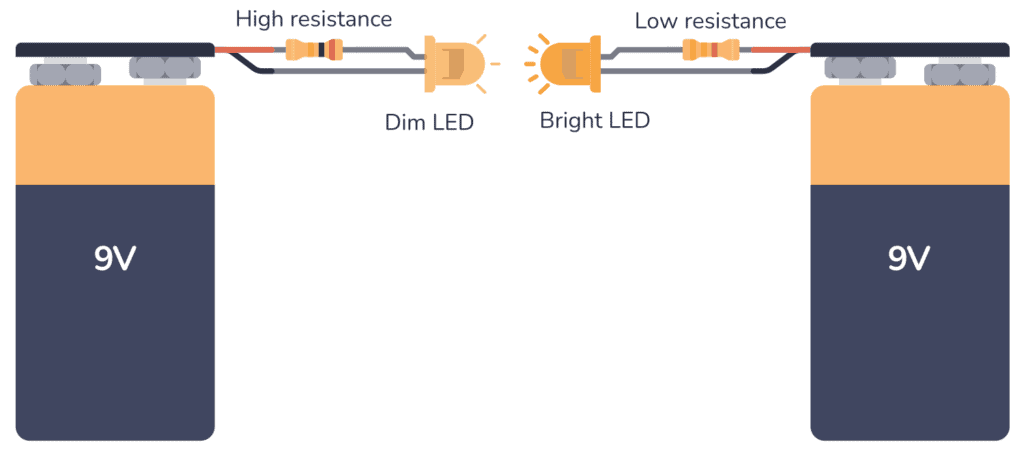 High resistance
Low resistance
Dim LED
Bright LED
9V
9V